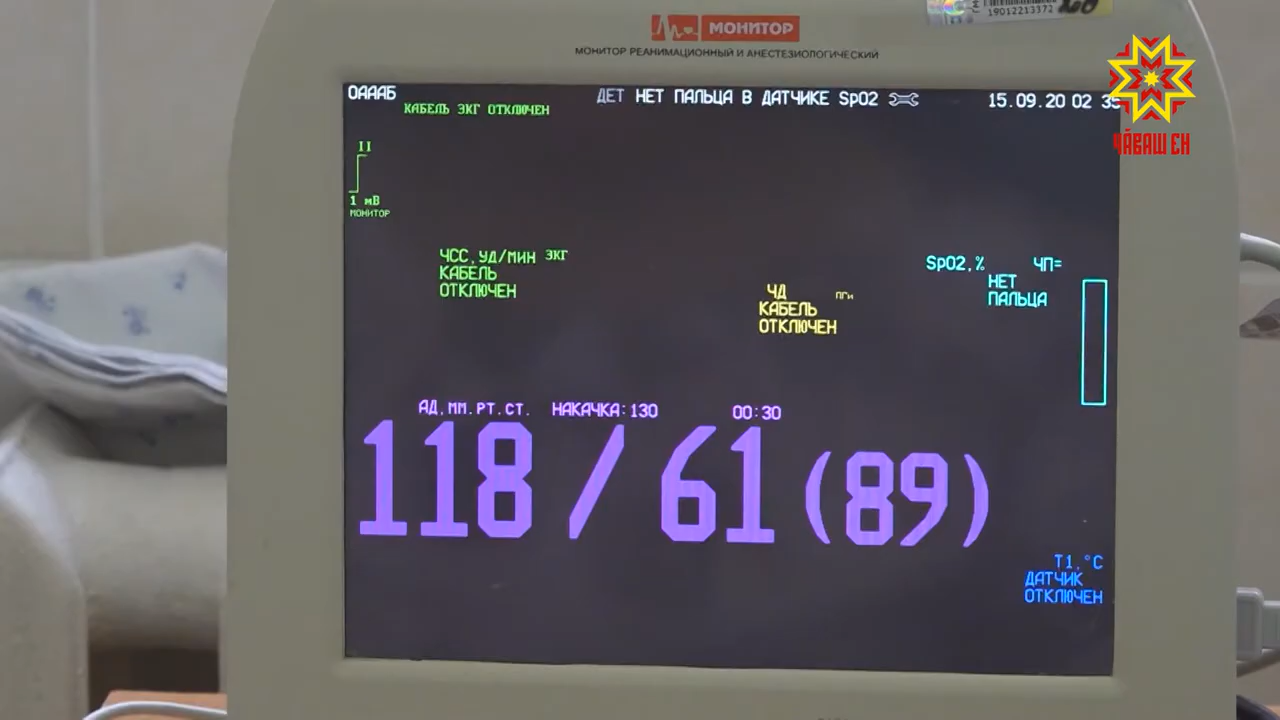 19012213372
МОНИТОР
МОНИТОР РЕАНИМАЦИОННЫЙ И АНЕСТЕЗИОЛОГИЧЕСКИЙ
ОАААБ
ДЕТ НЕТ ПАЛЬЦА В ДАТЧИКЕ SpO2
15.09.20 02 35
КАБЕЛЬ ЭКГ ОТКЛЮЧЕН
ЧӐВАШ ЕН
II
1 мВ
МОНИТОР
ЧСС,УД/МИН ЭКГ
КАБЕЛЬ
ОТКЛЮЧЕН
SpO2,% ЧП=
НЕТ
ПАЛЬЦА
ЧД
КАБЕЛЬ
ОТКЛЮЧЕН
АД,ММ.РТ.СТ. НАКАЧКА:130 00:30
118/61(89)
T1,°C
ДАТЧИК
ОТКЛЮЧЕН